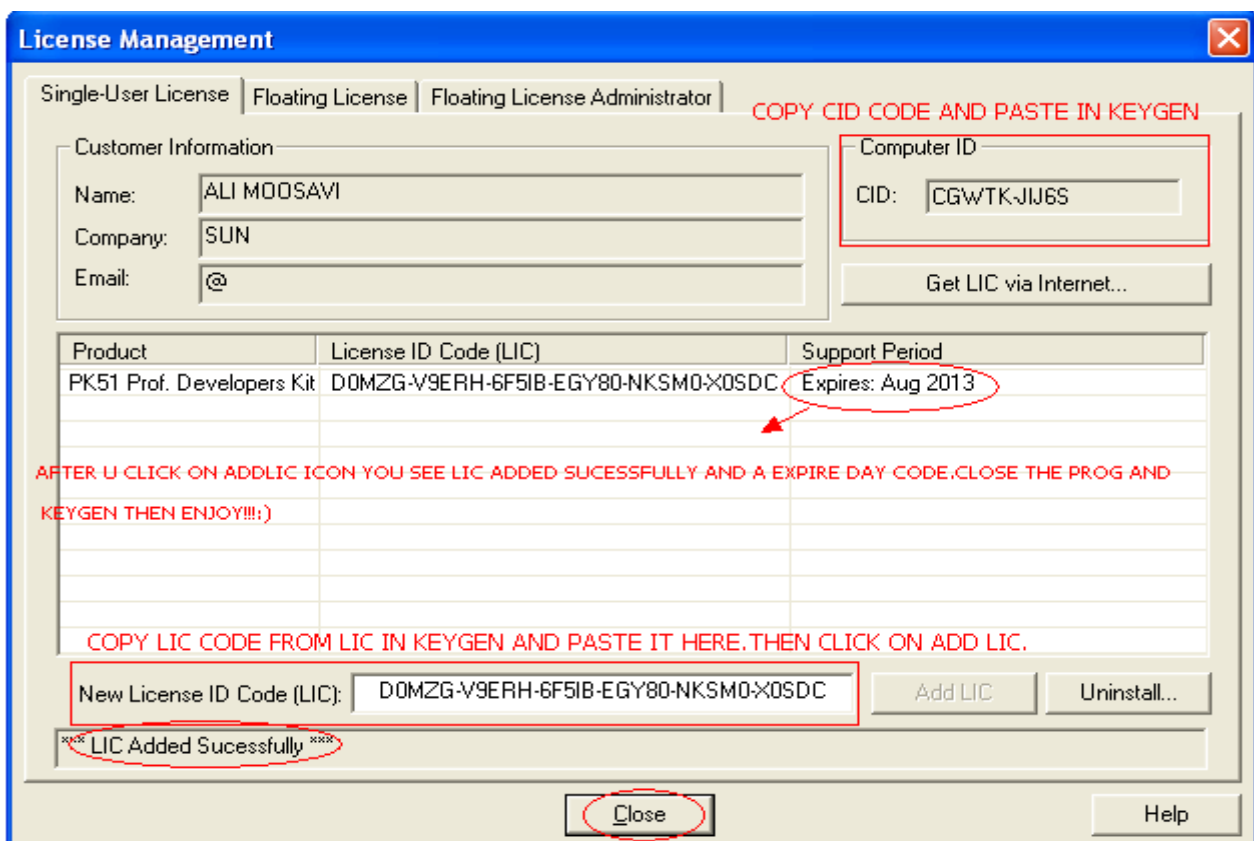 License Management
Single-User License
Floating License
Floating License Administrator
COPY CID CODE AND PASTE IN KEYGEN
Customer Information
Name: ALI MOOSAVI
Company: SUN
Email: @
Computer ID
CID: CGWTK-JIJ6S
Get LIC via Internet...
Product License ID Code (LIC) Support Period
PK51 Prof. Developers Kit D0MZG-V9ERH-6F5IB-EGY80-NKSM0-X0SDC Expires: Aug 2013
AFTER U CLICK ON ADDLIC ICON YOU SEE LIC ADDED SUCESSFULLY AND A EXPIRE DAY CODE.CLOSE THE PROG AND
KEYGEN THEN ENJOY!!!:)
COPY LIC CODE FROM LIC IN KEYGEN AND PASTE IT HERE.THEN CLICK ON ADD LIC.
New License ID Code (LIC): D0MZG-V9ERH-6F5IB-EGY80-NKSM0-X0SDC
Add LIC
Uninstall...
*** LIC Added Sucessfully ***
Close
Help